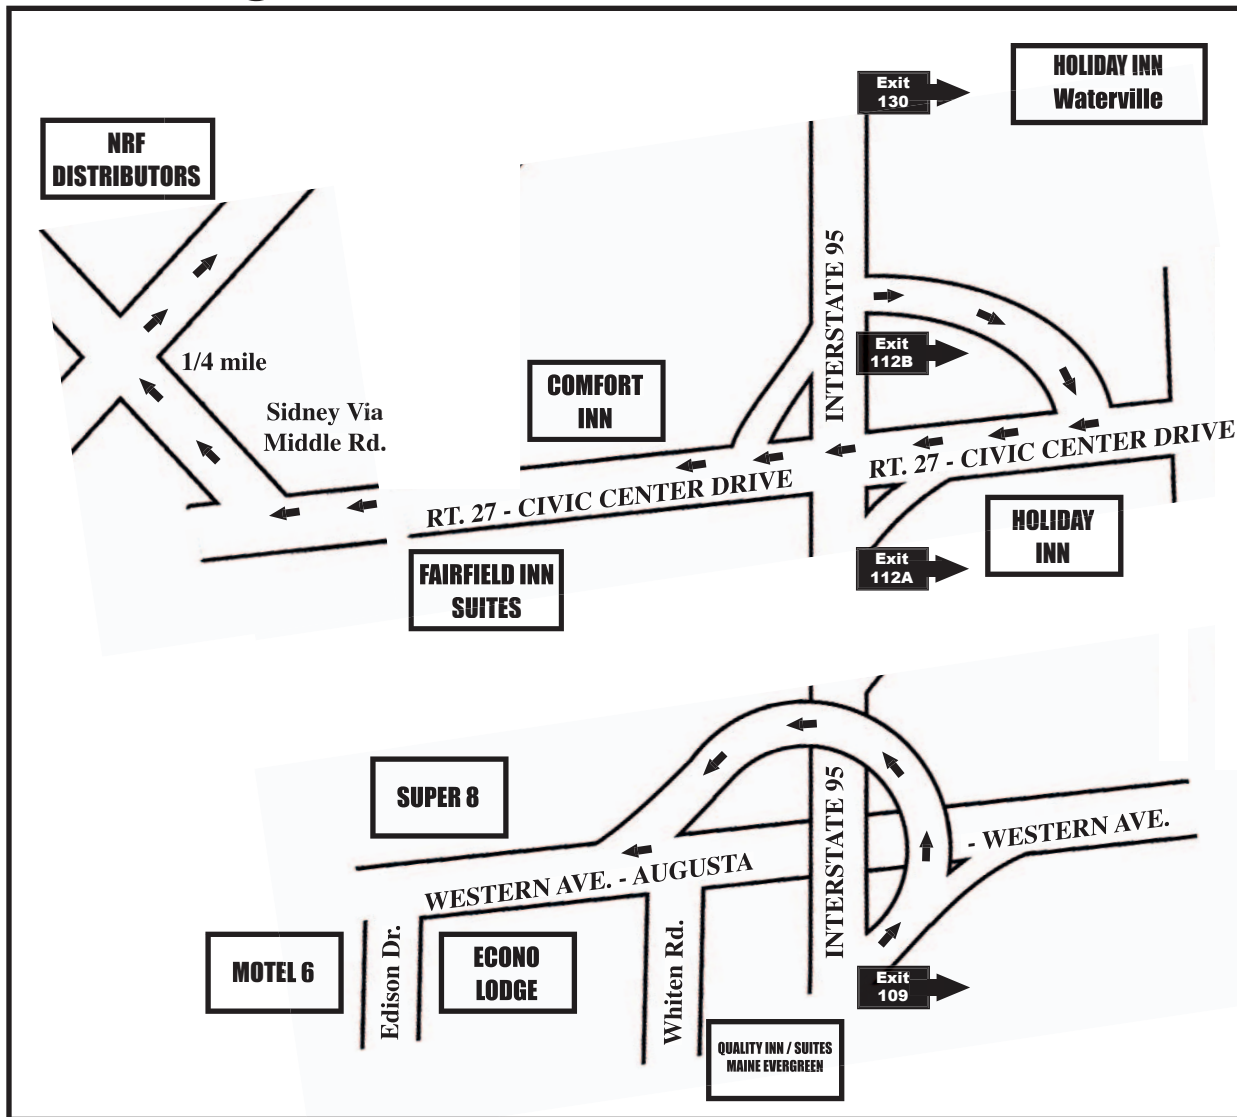 Exit
130
HOLIDAY INN
Waterville
NRF
DISTRIBUTORS
INTERSTATE 95
Exit
112B
1/4 mile
COMFORT
INN
Sidney Via
Middle Rd.
RT. 27 - CIVIC CENTER DRIVE
RT. 27 - CIVIC CENTER DRIVE
HOLIDAY
INN
FAIRFIELD INN
SUITES
Exit
112A
SUPER 8
INTERSTATE 95
- WESTERN AVE.
WESTERN AVE. - AUGUSTA
MOTEL 6
Edison Dr.
ECONO
LODGE
Whiten Rd.
Exit
109
QUALITY INN / SUITES
MAINE EVERGREEN